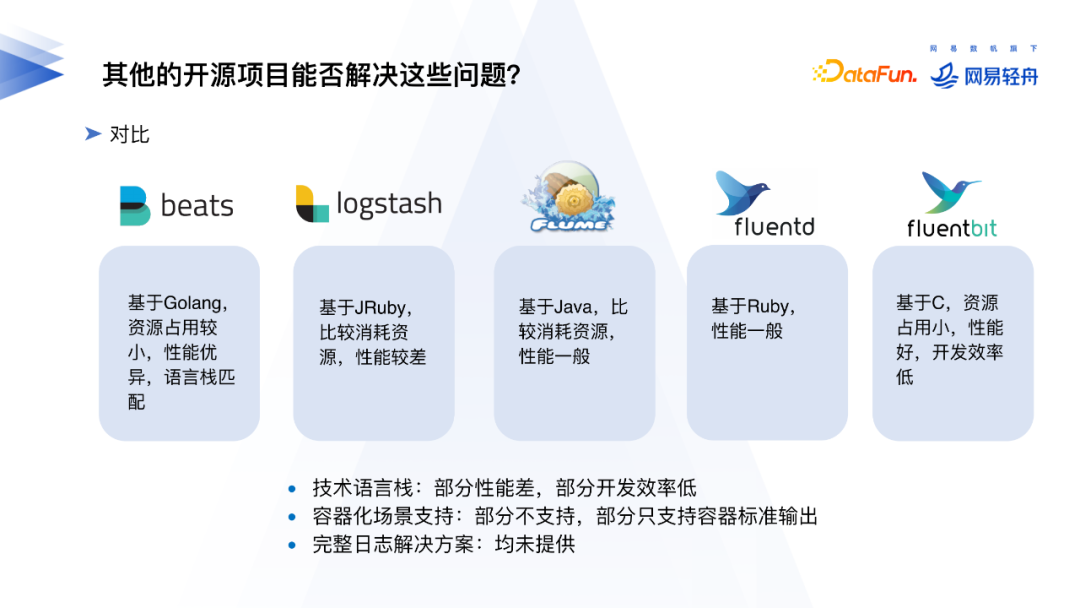 网易数帆旗下
其他的开源项目能否解决这些问题?
DataFun.
网易轻舟
对比
beats
logstash
FLUME
fluentd
fluentbit
基于Golang,
资源占用较
小,性能优
异,语言栈匹
配
基于JRuby,
比较消耗资
源,性能较差
基于Java,比
较消耗资源,
性能一般
基于Ruby,
性能一般
基于C,资源
占用小,性能
好,开发效率
低
技术语言栈:部分性能差,部分开发效率低
容器化场景支持:部分不支持,部分只支持容器标准输出
完整日志解决方案:均未提供